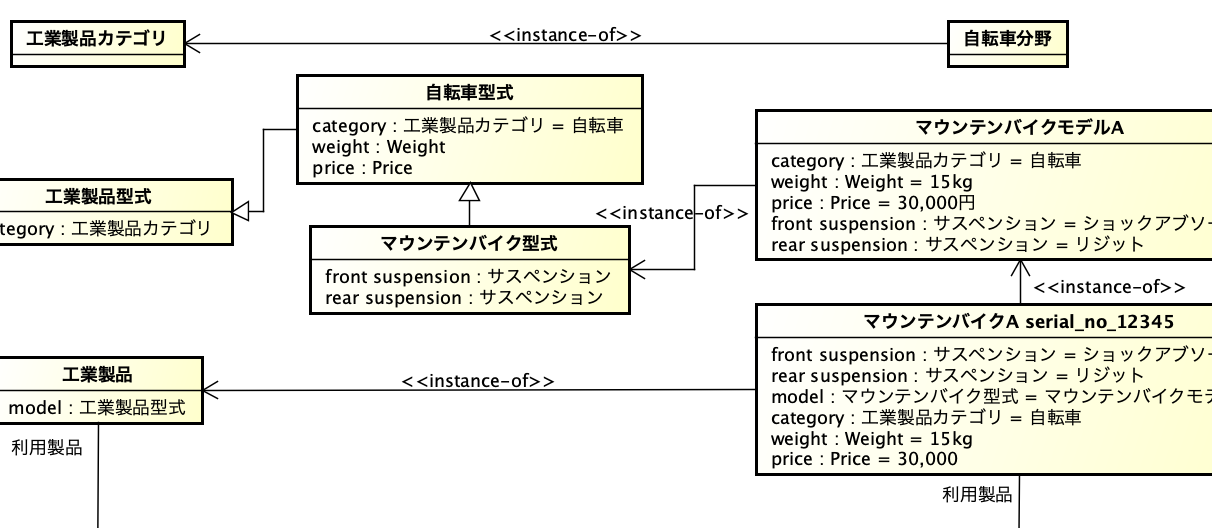 工業製品カテゴリ
<<instance-of>>
自転車分野
自転車型式
category : 工業製品カテゴリ = 自転車
weight : Weight
price : Price
マウンテンバイクモデルA
category : 工業製品カテゴリ = 自転車
weight : Weight = 15kg
price : Price = 30,000円
front suspension : サスペンション = ショックアブソー
rear suspension : サスペンション = リジット
工業製品型式
tegory : 工業製品カテゴリ
<<instance-of>>
マウンテンバイク型式
front suspension : サスペンション
rear suspension : サスペンション
<<instance-of>>
マウンテンバイクA serial_no_12345
front suspension : サスペンション = ショックアブソー
rear suspension : サスペンション = リジット
model : マウンテンバイク型式 = マウンテンバイクモデ
category : 工業製品カテゴリ = 自転車
weight : Weight = 15kg
price : Price = 30,000
工業製品
model : 工業製品型式
<<instance-of>>
利用製品
利用製品